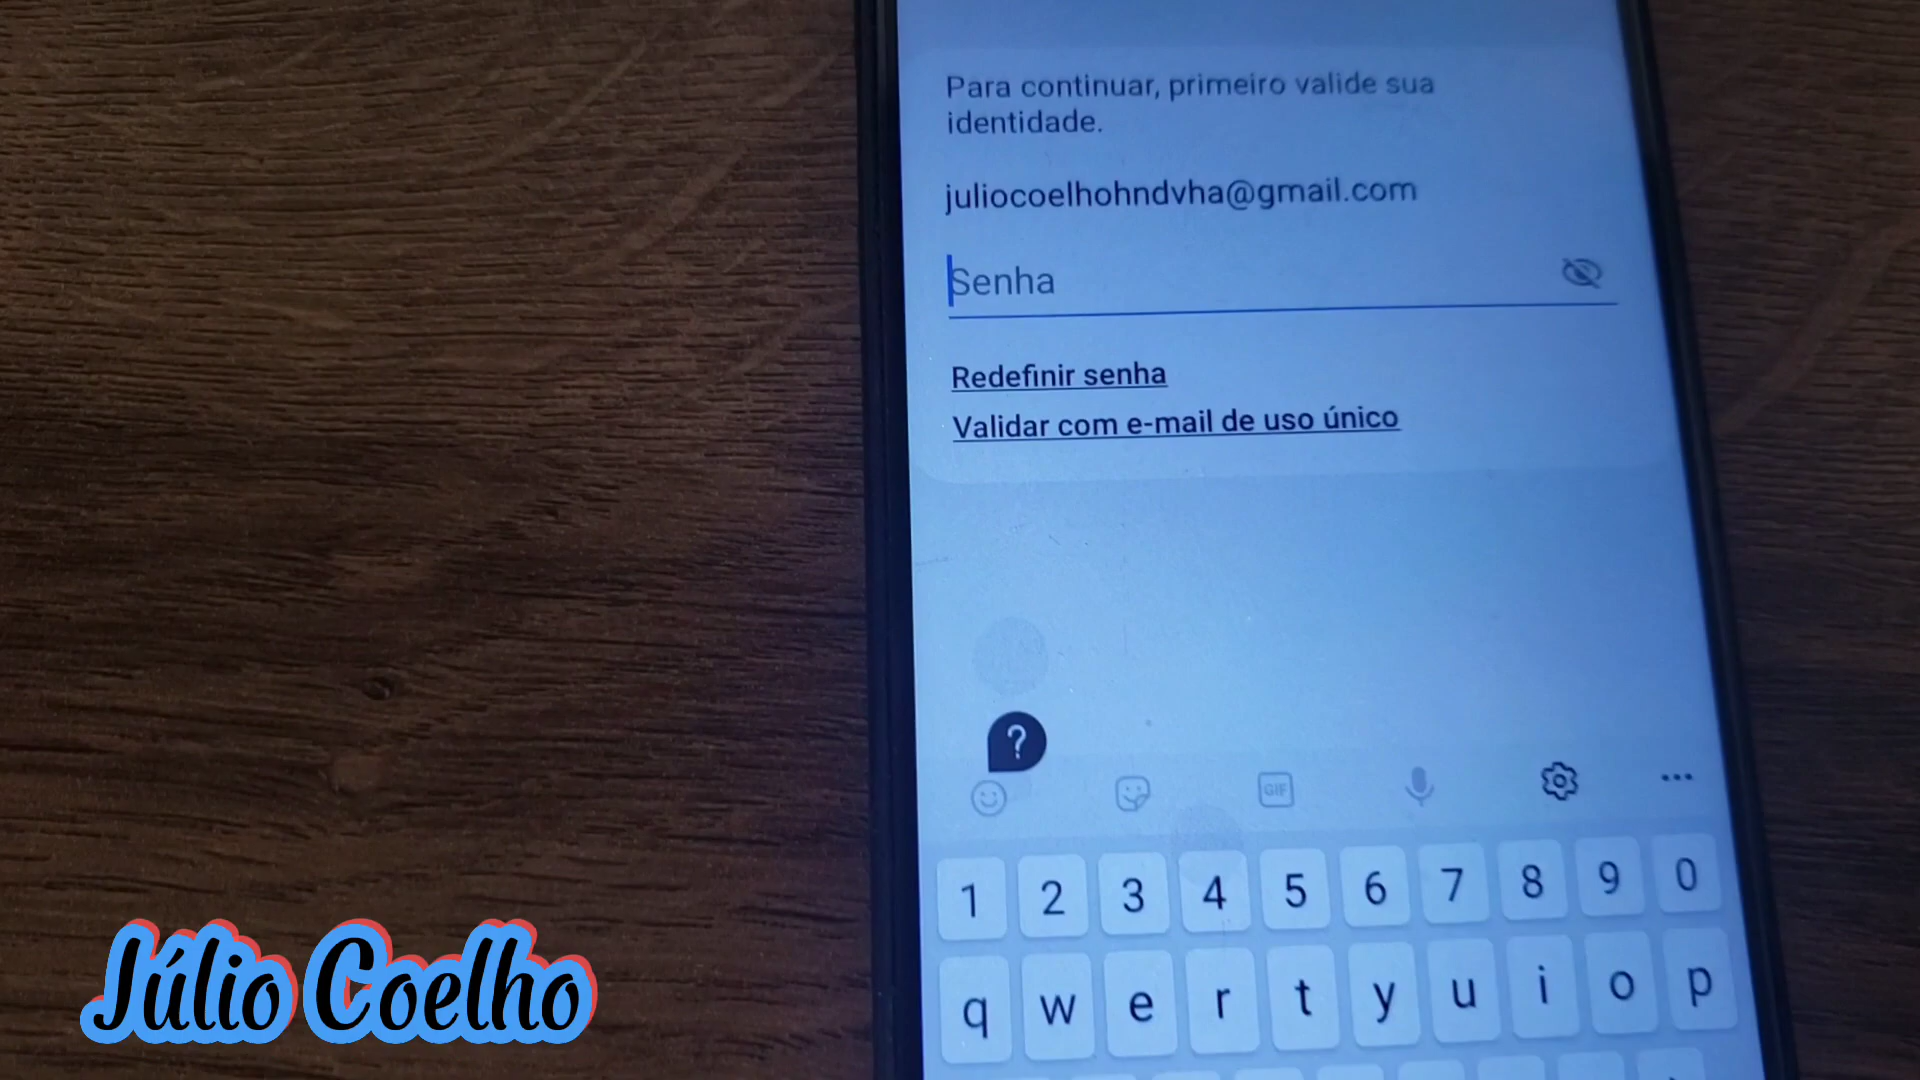 Para continuar, primeiro valide sua
identidade.
juliocoelhohndvha@gmail.com
Senha
Redefinir senha
Validar com e-mail de uso único
?
GIF
1 2 3 4 5 6 7 8 9 0
q w e r t y u i o p
Júlio Coelho